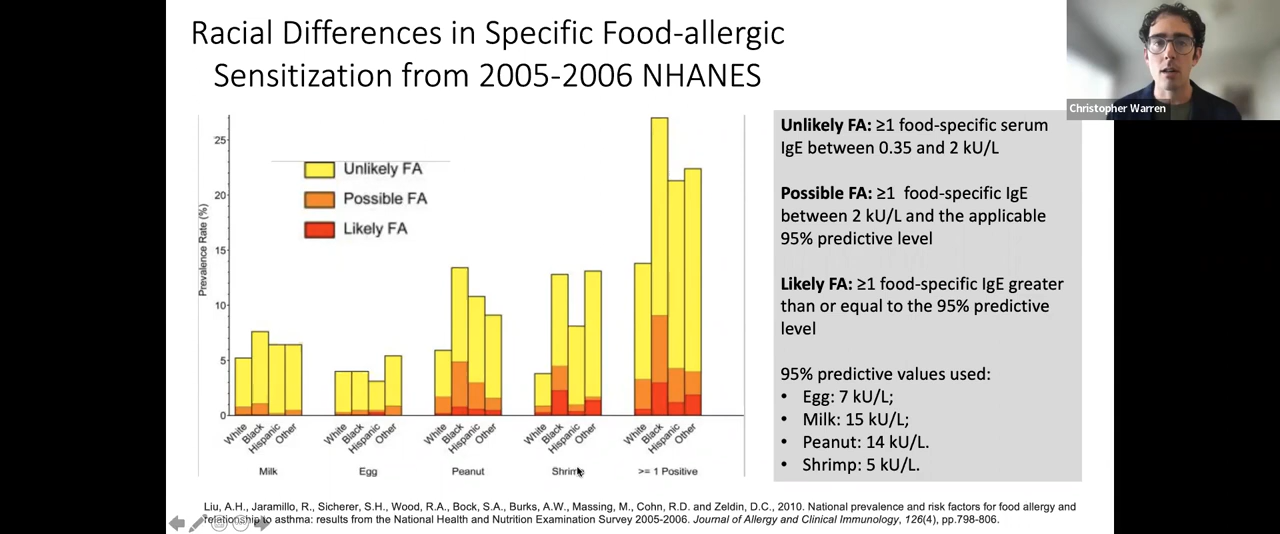 Racial Differences in Specific Food-allergic
Sensitization from 2005-2006 NHANES
Christopher Warren
25
20
15
10
5
0
Prevalence Rate (%)
Unlikely FA
Possible FA
Likely FA
White Black Hispanic Other
White Black Hispanic Other
White Black Hispanic Other
White Black Hispanic Other
White Black Hispanic Other
Milk Egg Peanut Shrimp >= 1 Positive
Unlikely FA: ≥1 food-specific serum
IgE between 0.35 and 2 kU/L
Possible FA: ≥1 food-specific IgE
between 2 kU/L and the applicable
95% predictive level
Likely FA: ≥1 food-specific IgE greater
than or equal to the 95% predictive
level
95% predictive values used:
• Egg: 7 kU/L;
• Milk: 15 kU/L;
• Peanut: 14 kU/L.
• Shrimp: 5 kU/L.
Liu, A.H., Jaramillo, R., Sicherer, S.H., Wood, R.A., Bock, S.A., Burks, A.W., Massing, M., Cohn, R.D. and Zeldin, D.C., 2010. National prevalence and risk factors for food allergy and
relationship to asthma: results from the National Health and Nutrition Examination Survey 2005-2006. Journal of Allergy and Clinical Immunology, 126(4), pp.798-806.